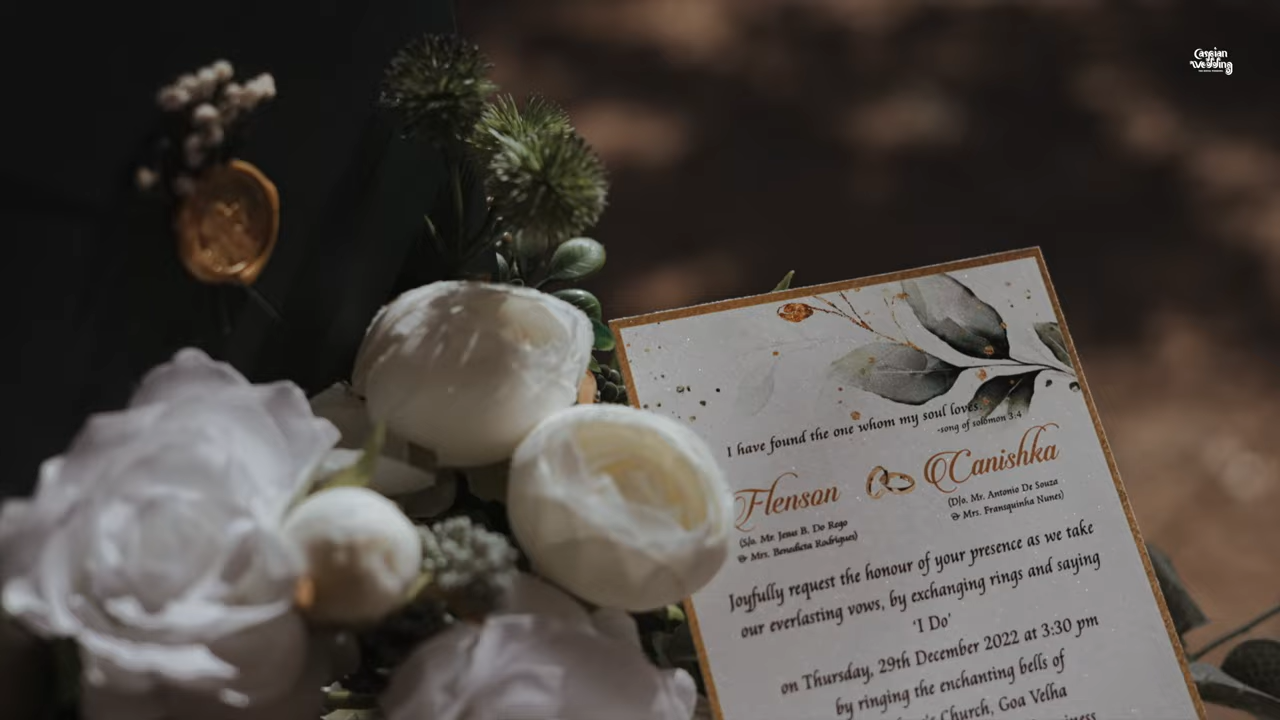 Cassian
Wedding
I have found the one whom my soul loves.
-song of solomon 3:4
Flenson
Canishka
(S/o. Mr. Jesus B. Do Rego
& Mrs. Benedicta Rodrigues)
(D/o. Mr. Antonio De Souza
& Mrs. Fransquinha Nunes)
Joyfully request the honour of your presence as we take
our everlasting vows, by exchanging rings and saying
'I Do'
on Thursday, 29th December 2022 at 3:30 pm
by ringing the enchanting bells of
Church, Goa Velha